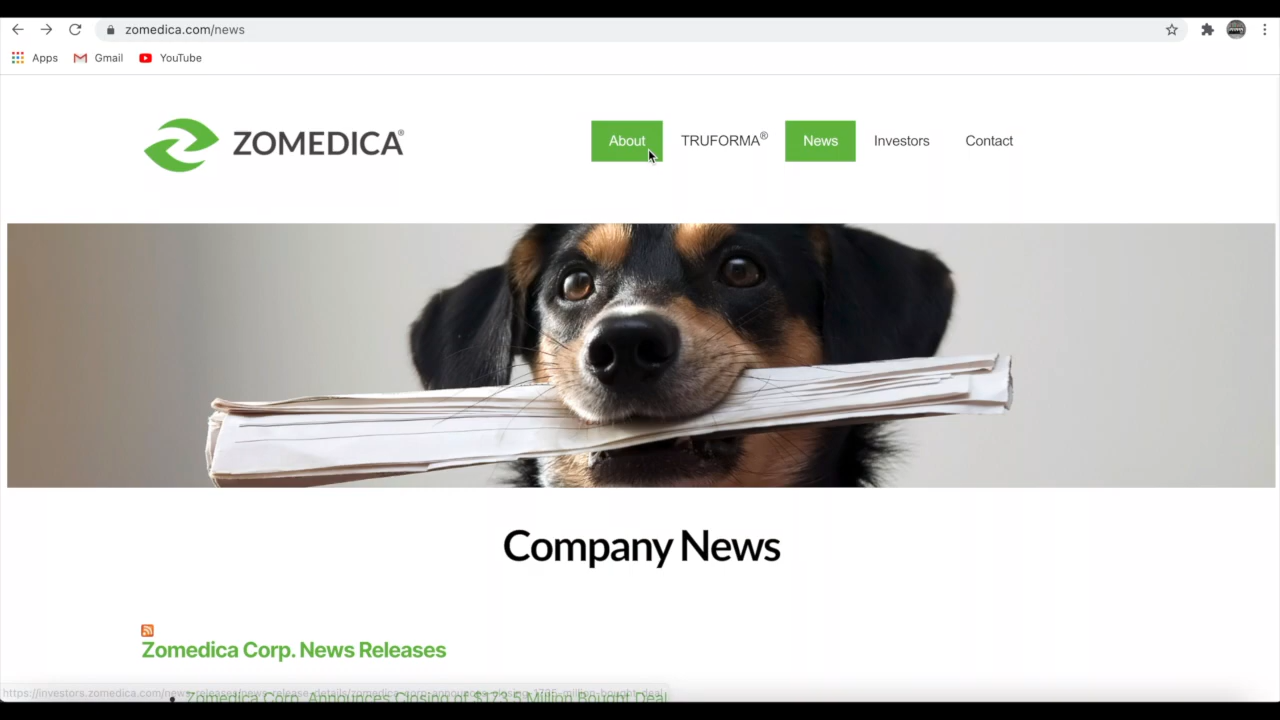 zomedica.com/news
Apps Gmail YouTube
ZOMEDICA®
About TRUFORMA® News Investors Contact
Company News
Zomedica Corp. News Releases
Zomedica Corp. Announces Closing of $173.5 Million Bought Deal